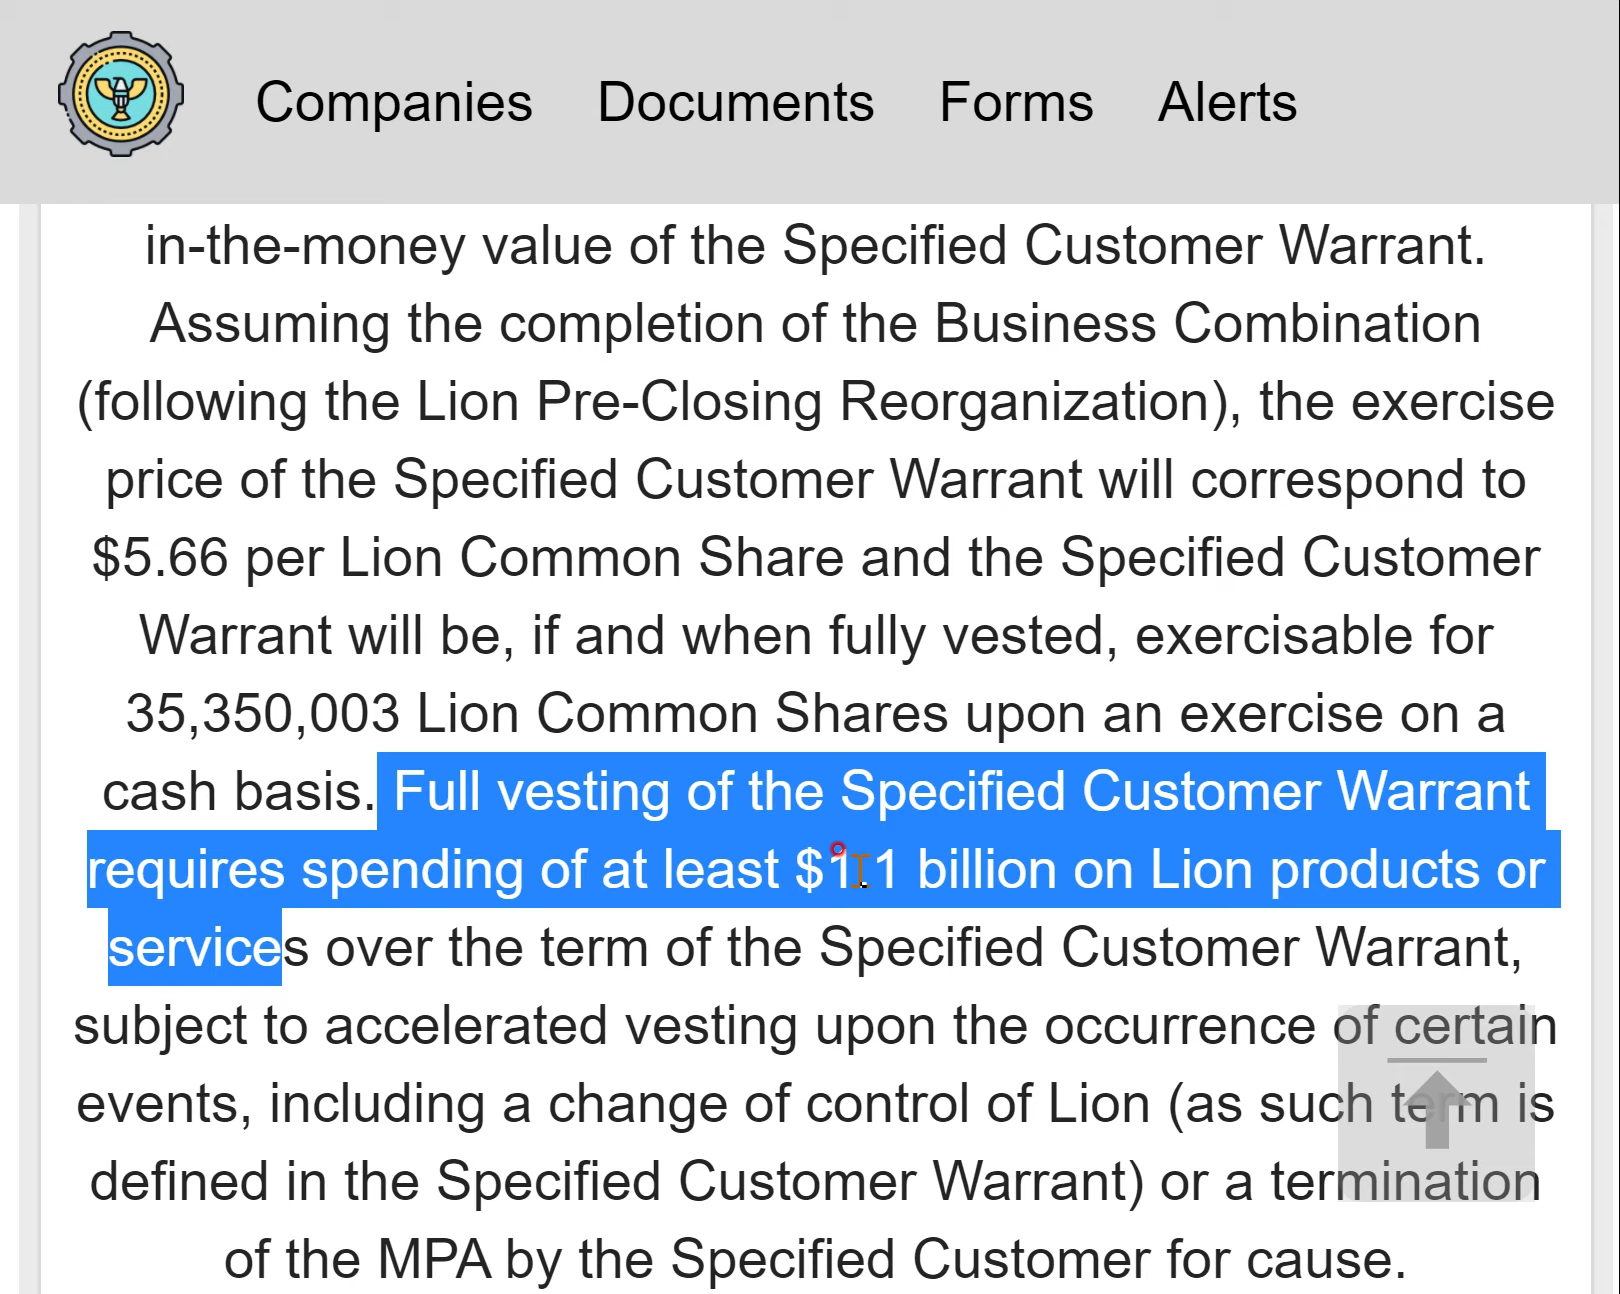 Companies Documents Forms Alerts
in-the-money value of the Specified Customer Warrant.
Assuming the completion of the Business Combination
(following the Lion Pre-Closing Reorganization), the exercise
price of the Specified Customer Warrant will correspond to
$5.66 per Lion Common Share and the Specified Customer
Warrant will be, if and when fully vested, exercisable for
35,350,003 Lion Common Shares upon an exercise on a
cash basis. Full vesting of the Specified Customer Warrant
requires spending of at least $1.1 billion on Lion products or
services over the term of the Specified Customer Warrant,
subject to accelerated vesting upon the occurrence of certain
events, including a change of control of Lion (as such term is
defined in the Specified Customer Warrant) or a termination
of the MPA by the Specified Customer for cause.